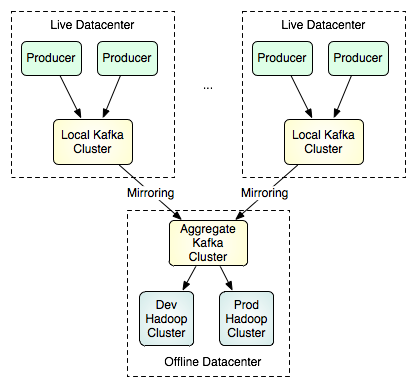 Live Datacenter
Producer
Producer
Local Kafka
Cluster
...
Live Datacenter
Producer
Producer
Local Kafka
Cluster
Mirroring
Mirroring
Aggregate
Kafka
Cluster
Dev
Hadoop
Cluster
Prod
Hadoop
Cluster
Offline Datacenter